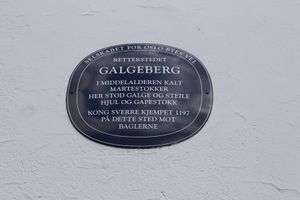 SELSKABET FOR OSLO BYES VEL
RETTERSTEDET
GALGEBERG
I MIDDELALDEREN KALT
MARTESTOKKER
HER STOD GALGE OG STEILE
HJUL OG GAPESTOKK
KONG SVERRE KJEMPET 1197
PÅ DETTE STED MOT
BAGLERNE